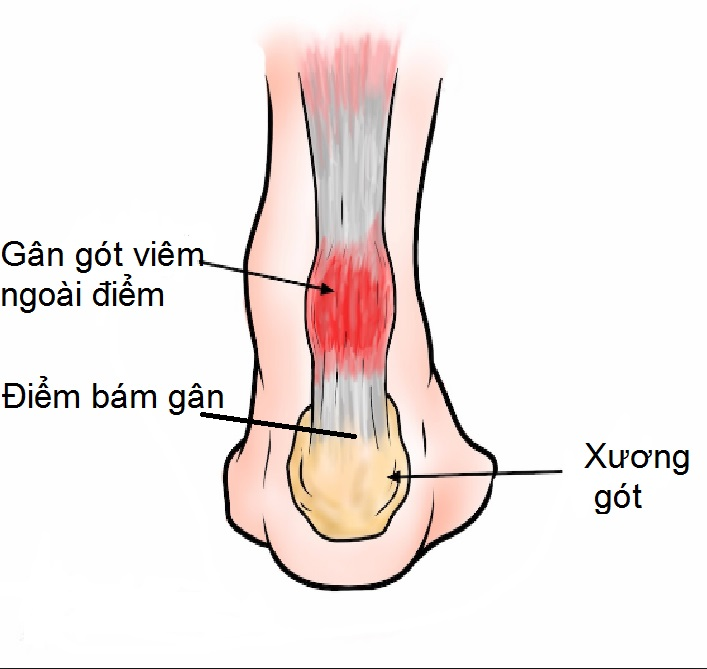 Gân gót viêm
ngoài điểm
Điểm bám gân
Xương
gót